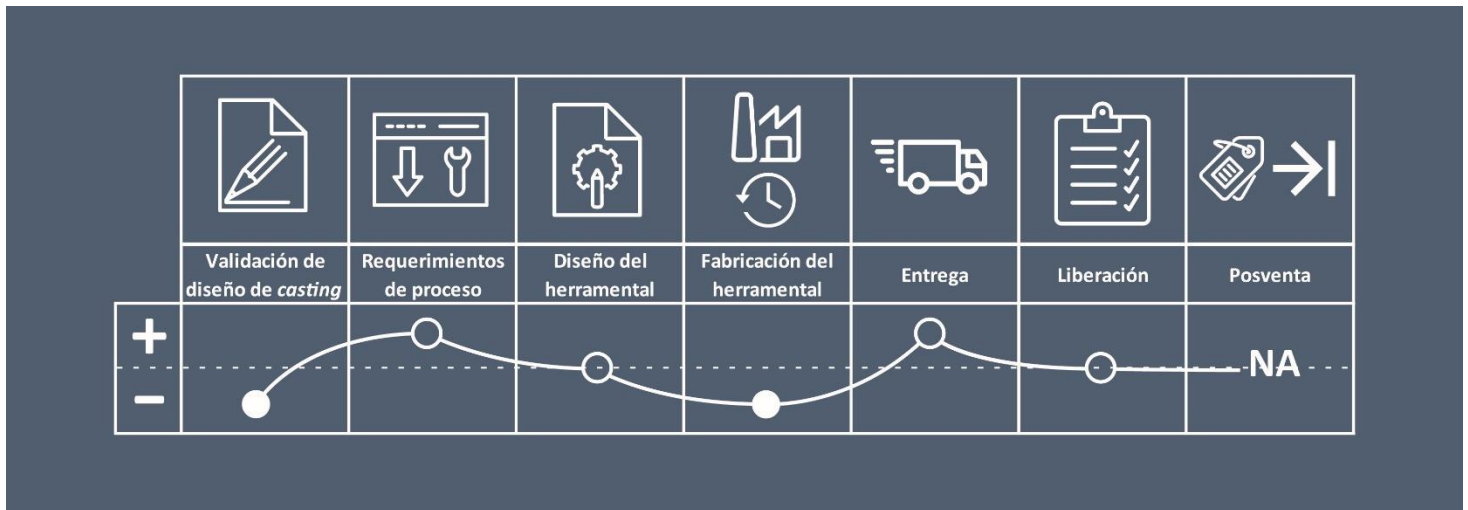 Validación de
diseño de casting
Requerimientos
de proceso
Diseño del
herramental
Fabricación del
herramental
Entrega
Liberación
Posventa
+
−
NA